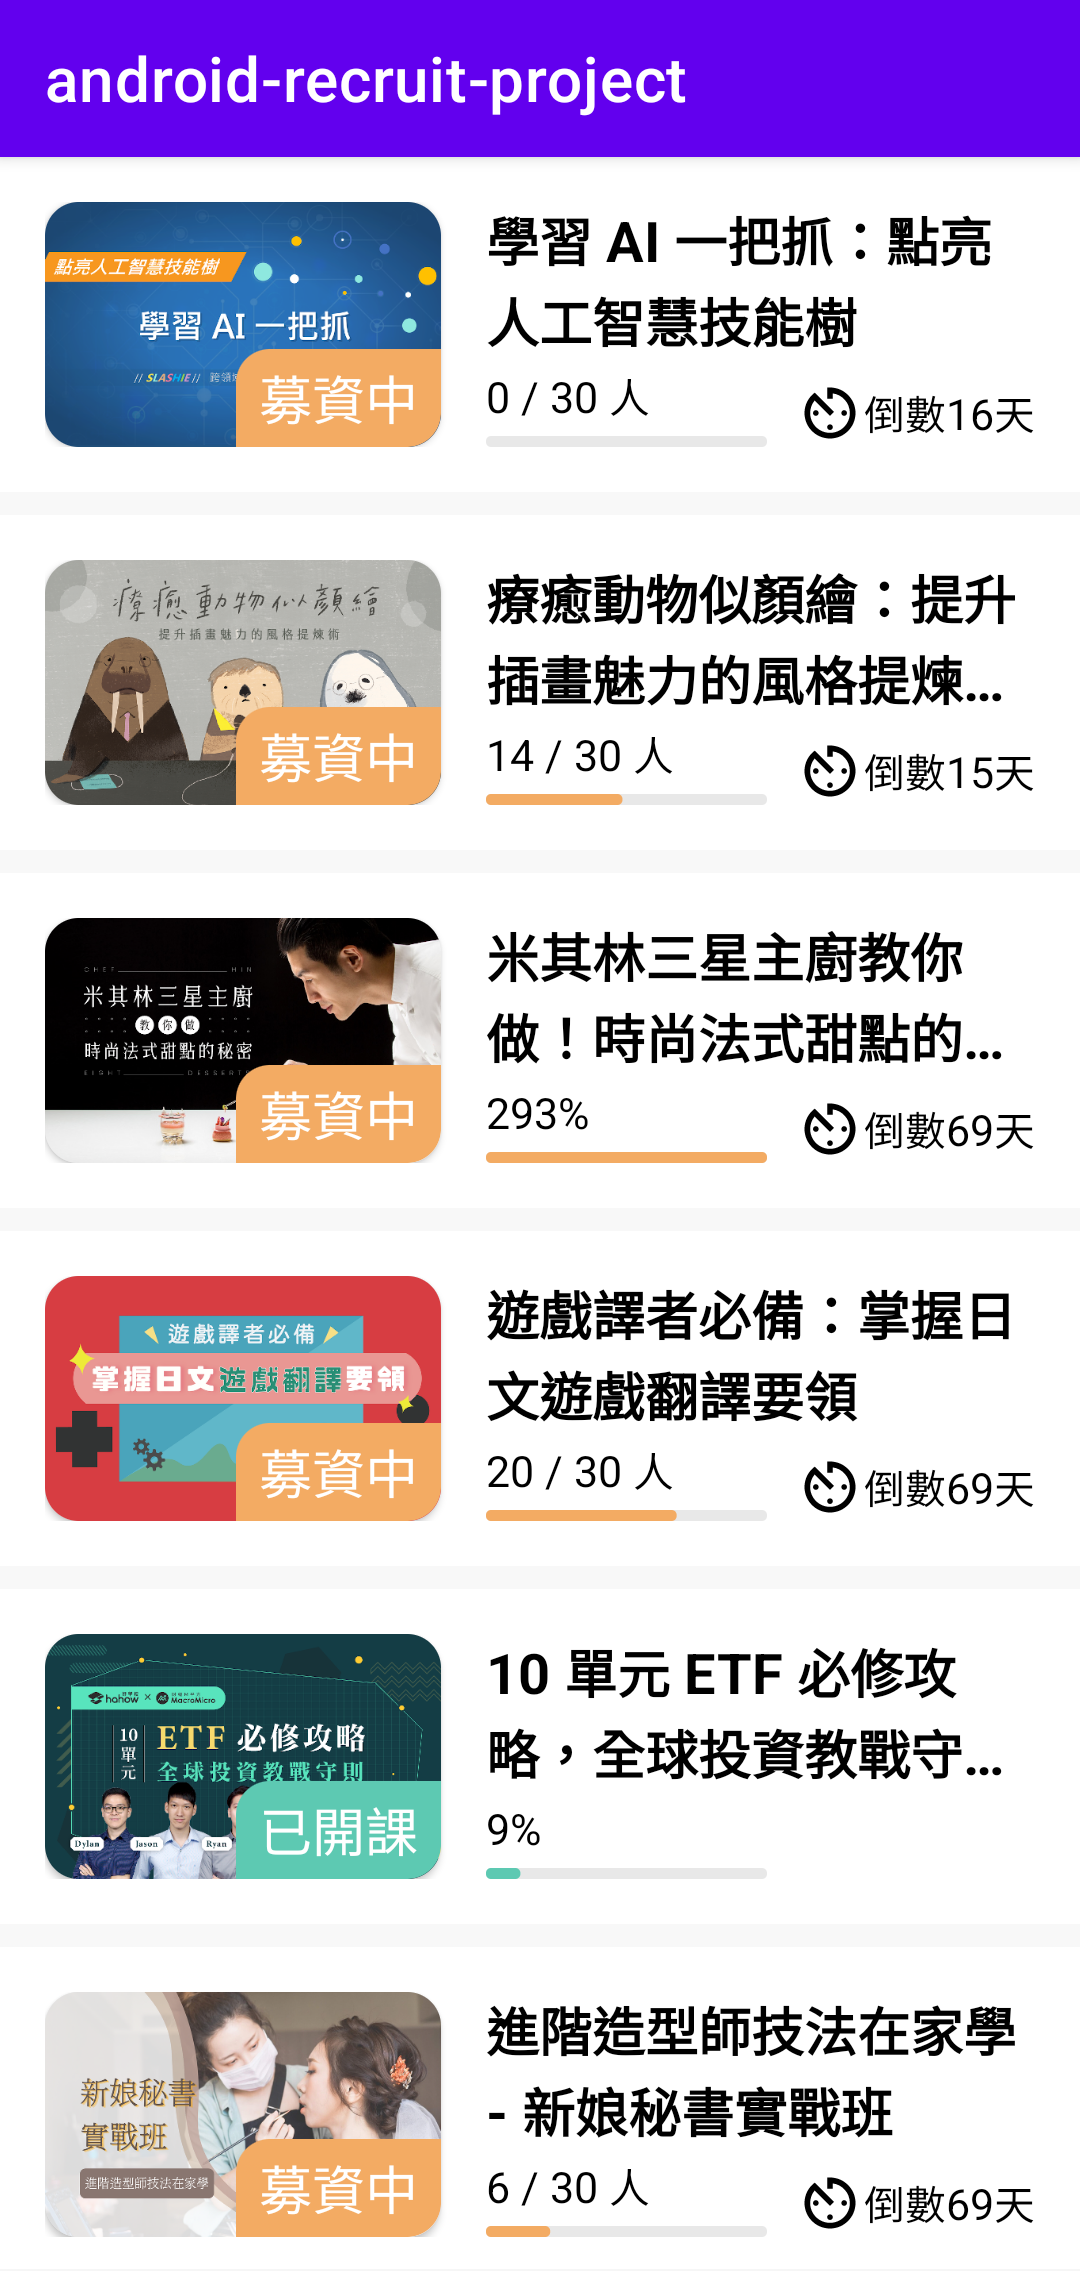 android-recruit-project
點亮人工智慧技能樹
學習 AI 一把抓
// SLASHIE //
募資中
學習 AI 一把抓：點亮
人工智慧技能樹
0 / 30 人
倒數16天
療癒動物似顏繪
提升插畫魅力的風格提煉術
募資中
療癒動物似顏繪：提升
插畫魅力的風格提煉...
14 / 30 人
倒數15天
米其林三星主廚
教你做
時尚法式甜點的秘密
募資中
米其林三星主廚教你
做！時尚法式甜點的...
293%
倒數69天
遊戲譯者必備
掌握日文遊戲翻譯要領
募資中
遊戲譯者必備：掌握日
文遊戲翻譯要領
20 / 30 人
倒數69天
hahow × MacroMicro
10單元
ETF 必修攻略
全球投資教戰守則
Dylan
Jason
Ryan
已開課
10 單元 ETF 必修攻
略，全球投資教戰守...
9%
新娘秘書
實戰班
進階造型師技法在家學
募資中
進階造型師技法在家學
- 新娘秘書實戰班
6 / 30 人
倒數69天